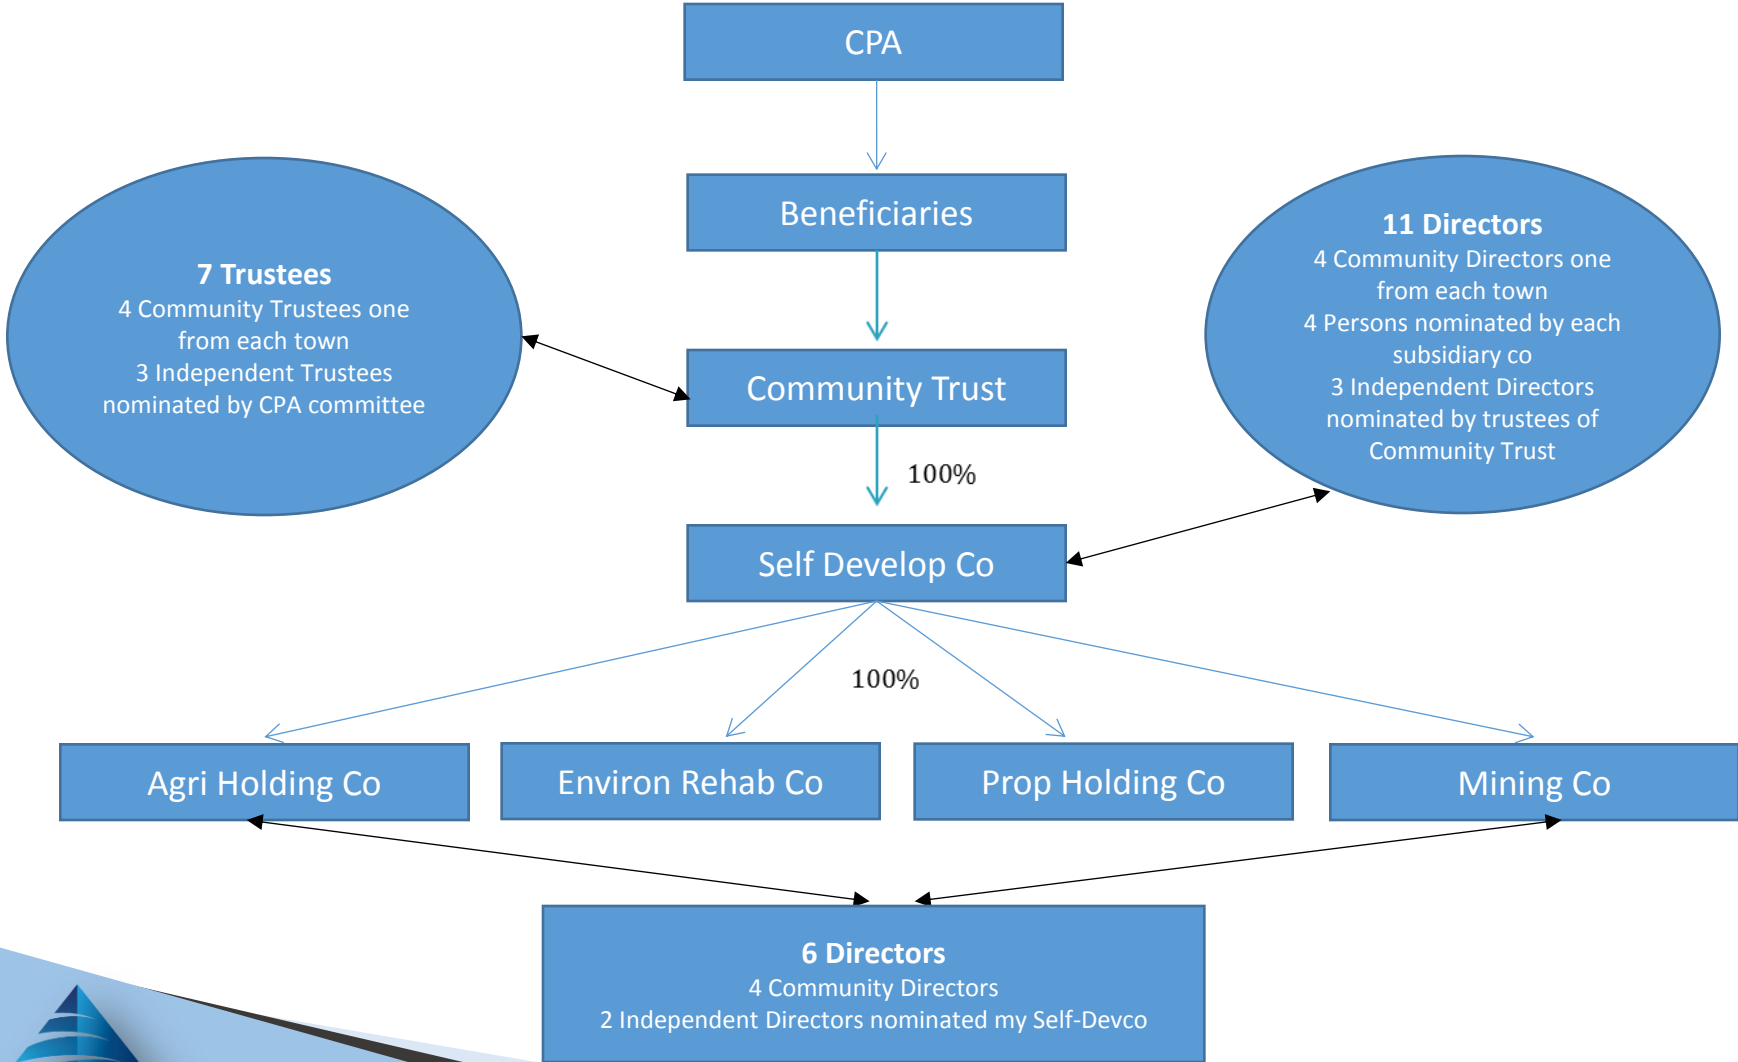 CPA
Beneficiaries
7 Trustees
4 Community Trustees one
from each town
3 Independent Trustees
nominated by CPA committee
11 Directors
4 Community Directors one
from each town
4 Persons nominated by each
subsidiary co
3 Independent Directors
nominated by trustees of
Community Trust
Community Trust
100%
Self Develop Co
100%
Agri Holding Co
Environ Rehab Co
Prop Holding Co
Mining Co
6 Directors
4 Community Directors
2 Independent Directors nominated my Self-Devco